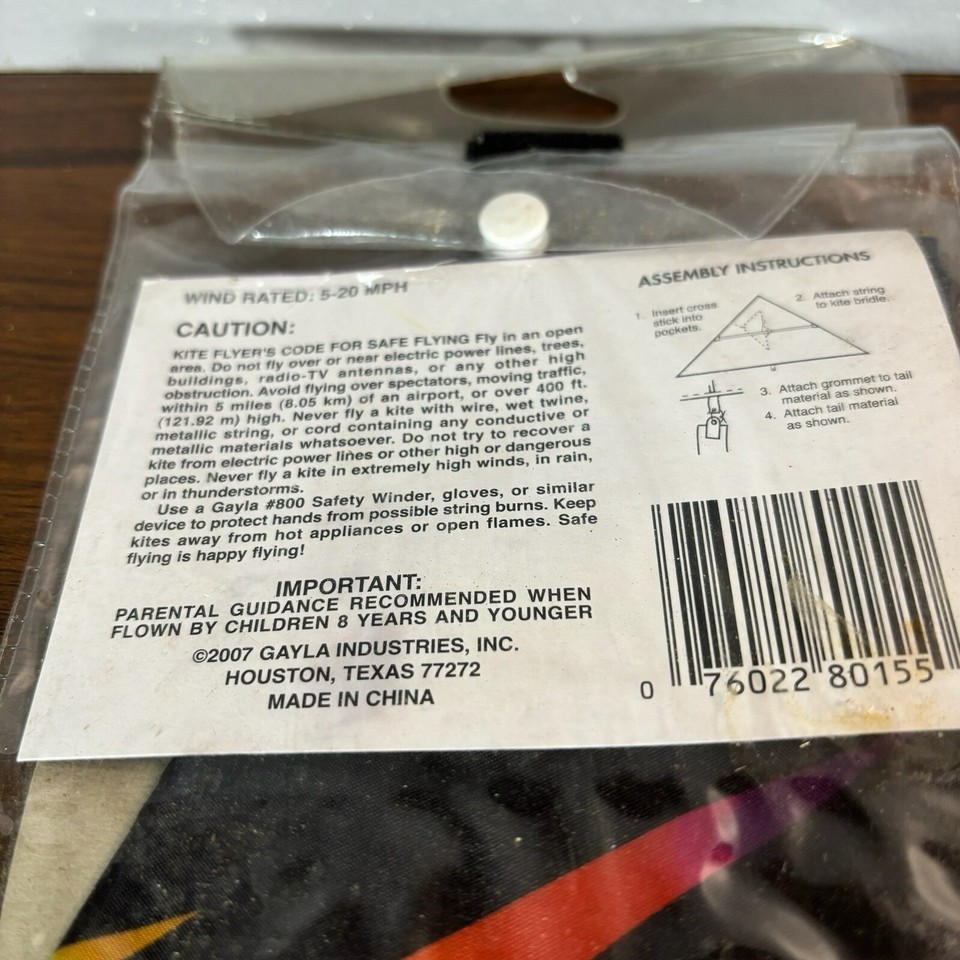 WIND RATED: 5-20 MPH
CAUTION:
KITE FLYER'S CODE FOR SAFE FLYING Fly in an open
area. Do not fly over or near electric power lines, trees,
buildings, radio-TV antennas, or any other high
obstruction. Avoid flying over spectators, moving traffic,
within 5 miles (8.05 km) of an airport, or over 400 ft.
(121.92 m) high. Never fly a kite with wire, wet twine,
metallic string, or cord containing any conductive or
metallic materials whatsoever. Do not try to recover a
kite from electric power lines or other high or dangerous
places. Never fly a kite in extremely high winds, in rain,
or in thunderstorms.
Use a Gayla #800 Safety Winder, gloves, or similar
device to protect hands from possible string burns. Keep
kites away from hot appliances or open flames. Safe
flying is happy flying!
IMPORTANT:
PARENTAL GUIDANCE RECOMMENDED WHEN
FLOWN BY CHILDREN 8 YEARS AND YOUNGER
©2007 GAYLA INDUSTRIES, INC.
HOUSTON, TEXAS 77272
MADE IN CHINA
ASSEMBLY INSTRUCTIONS
1. Insert cross
stick into
pockets.
2. Attach string
to kite bridle.
3. Attach grommet to tail
material as shown.
4. Attach tail material
as shown.
0 76022 80155